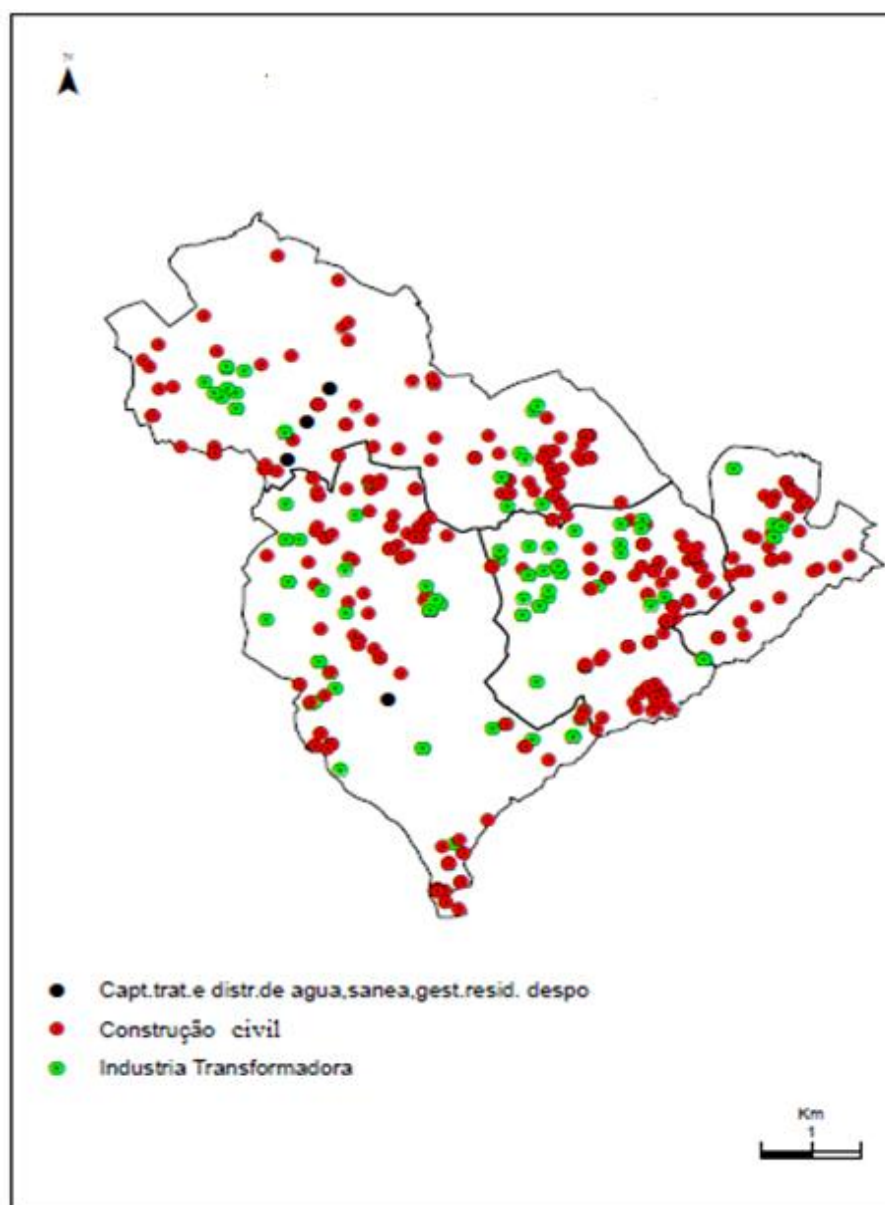 N
Capt.trat.e distr.de agua,sanea,gest.resid. despo
Construção civil
Industria Transformadora
Km
1